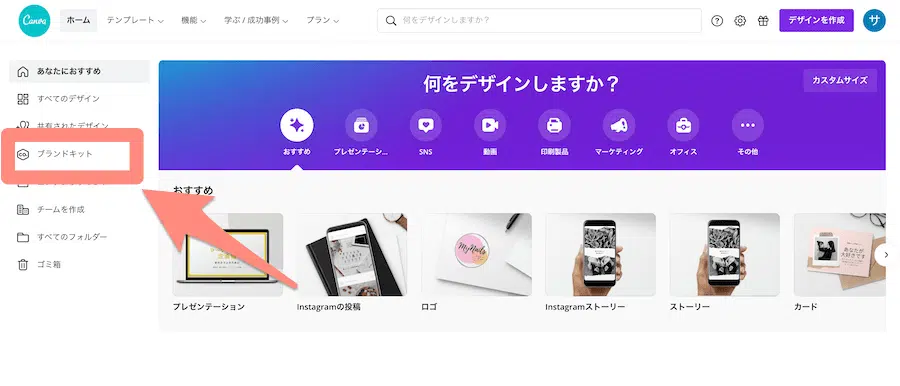 Canva
ホーム
テンプレート
機能
学ぶ / 成功事例
プラン
何をデザインしますか？
デザインを作成
サ
あなたにおすすめ
すべてのデザイン
共有されたデザイン
CO.
ブランドキット
チームを作成
すべてのフォルダー
ゴミ箱
何をデザインしますか？
カスタムサイズ
おすすめ
プレゼンテーシ...
SNS
動画
印刷製品
マーケティング
オフィス
その他
おすすめ
MyNails
あなたが
大好きです
プレゼンテーション
Instagramの投稿
ロゴ
Instagramストーリー
ストーリー
カード